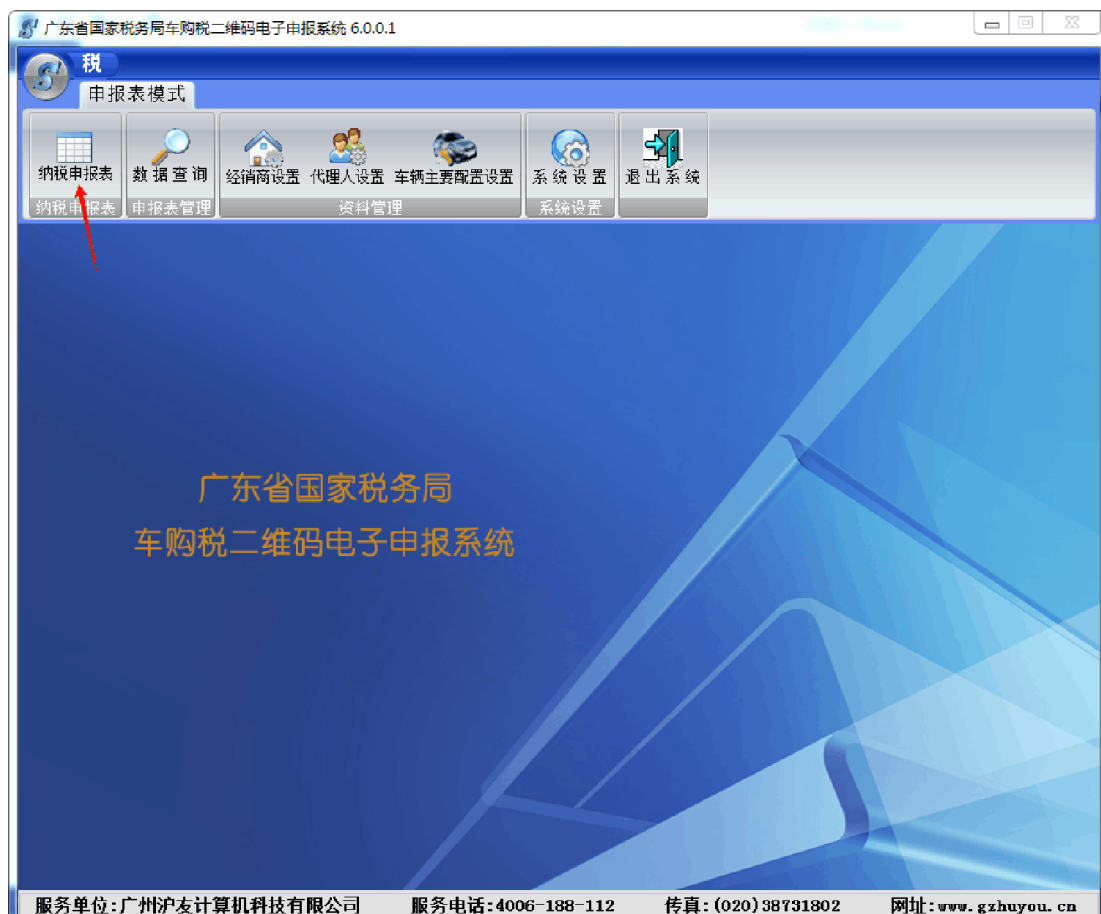 广东省国家税务局车购税二维码电子申报系统 6.0.0.1
税
申报表模式
纳税申报表 数据查询 经销商设置 代理人设置 车辆主要配置设置 系统设置 退出系统
纳税申报表 申报表管理 资料管理 系统设置
广东省国家税务局
车购税二维码电子申报系统
服务单位:广州沪友计算机科技有限公司 服务电话:4006-188-112 传真:(020)38731802 网址:www.gzhuyou.cn